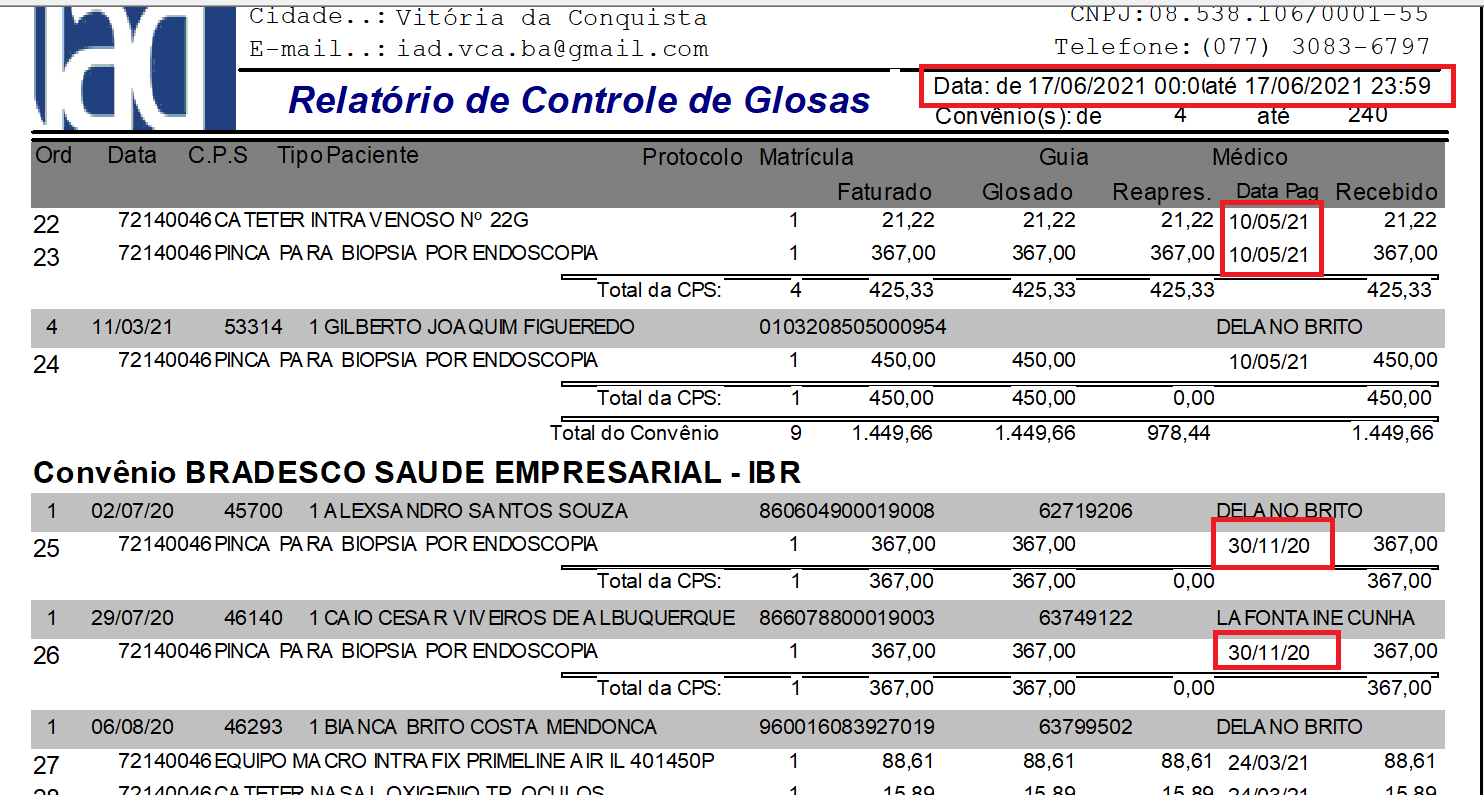 Cidade..: Vitória da Conquista CNPJ:08.538.106/0001-55
E-mail..: iad.vca.ba@gmail.com Telefone: (077) 3083-6797
iad
Relatório de Controle de Glosas Data: de 17/06/2021 00:0 até 17/06/2021 23:59
Convênio(s): de 4 até 240
Ord Data C.P.S Tipo Paciente Protocolo Matrícula Guia Médico
Faturado Glosado Reapres. Data Pag Recebido
22 72140046 CATETER INTRAVENOSO Nº 22G 1 21,22 21,22 21,22 10/05/21 21,22
23 72140046 PINCA PARA BIOPSIA POR ENDOSCOPIA 1 367,00 367,00 367,00 10/05/21 367,00
Total da CPS: 4 425,33 425,33 425,33 425,33
4 11/03/21 53314 1 GILBERTO JOAQUIM FIGUEREDO 0103208505000954 DELANO BRITO
24 72140046 PINCA PARA BIOPSIA POR ENDOSCOPIA 1 450,00 450,00 10/05/21 450,00
Total da CPS: 1 450,00 450,00 0,00 450,00
Total do Convênio 9 1.449,66 1.449,66 978,44 1.449,66
Convênio BRADESCO SAUDE EMPRESARIAL - IBR
1 02/07/20 45700 1 ALEXSANDRO SANTOS SOUZA 860604900019008 62719206 DELANO BRITO
25 72140046 PINCA PARA BIOPSIA POR ENDOSCOPIA 1 367,00 367,00 30/11/20 367,00
Total da CPS: 1 367,00 367,00 0,00 367,00
1 29/07/20 46140 1 CAIO CESAR VIVEIROS DE ALBUQUERQUE 866078800019003 63749122 LA FONTAINE CUNHA
26 72140046 PINCA PARA BIOPSIA POR ENDOSCOPIA 1 367,00 367,00 30/11/20 367,00
Total da CPS: 1 367,00 367,00 0,00 367,00
1 06/08/20 46293 1 BIANCA BRITO COSTA MENDONCA 960016083927019 63799502 DELANO BRITO
27 72140046 EQUIPO MACRO INTRAFIX PRIMELINE AIR IL 401450P 1 88,61 88,61 88,61 24/03/21 88,61
28 72140046 CATETER NASAL OXIGENIO TP OCULOS 1 15,89 15,89 15,89 24/03/21 15,89